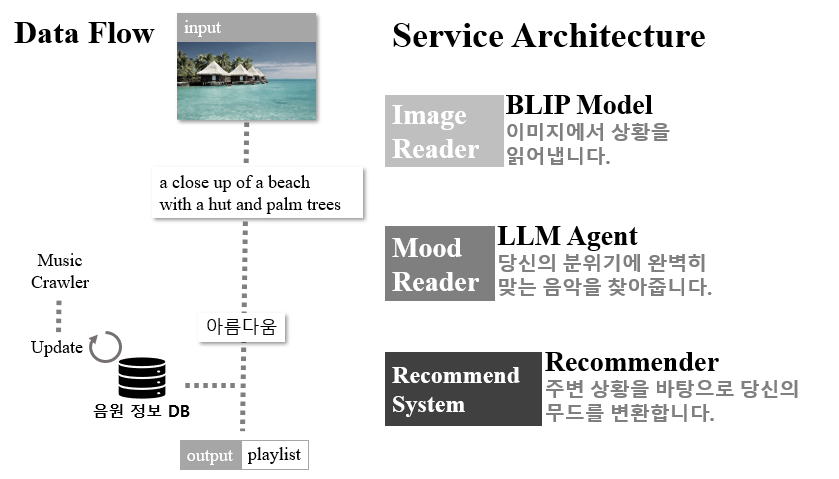 Data Flow
input
a close up of a beach
with a hut and palm trees
Music
Crawler
아름다움
Update
음원 정보 DB
output playlist
Service Architecture
Image
Reader
BLIP Model
이미지에서 상황을
읽어냅니다.
Mood
Reader
LLM Agent
당신의 분위기에 완벽히
맞는 음악을 찾아줍니다.
Recommend
System
Recommender
주변 상황을 바탕으로 당신의
무드를 변환합니다.